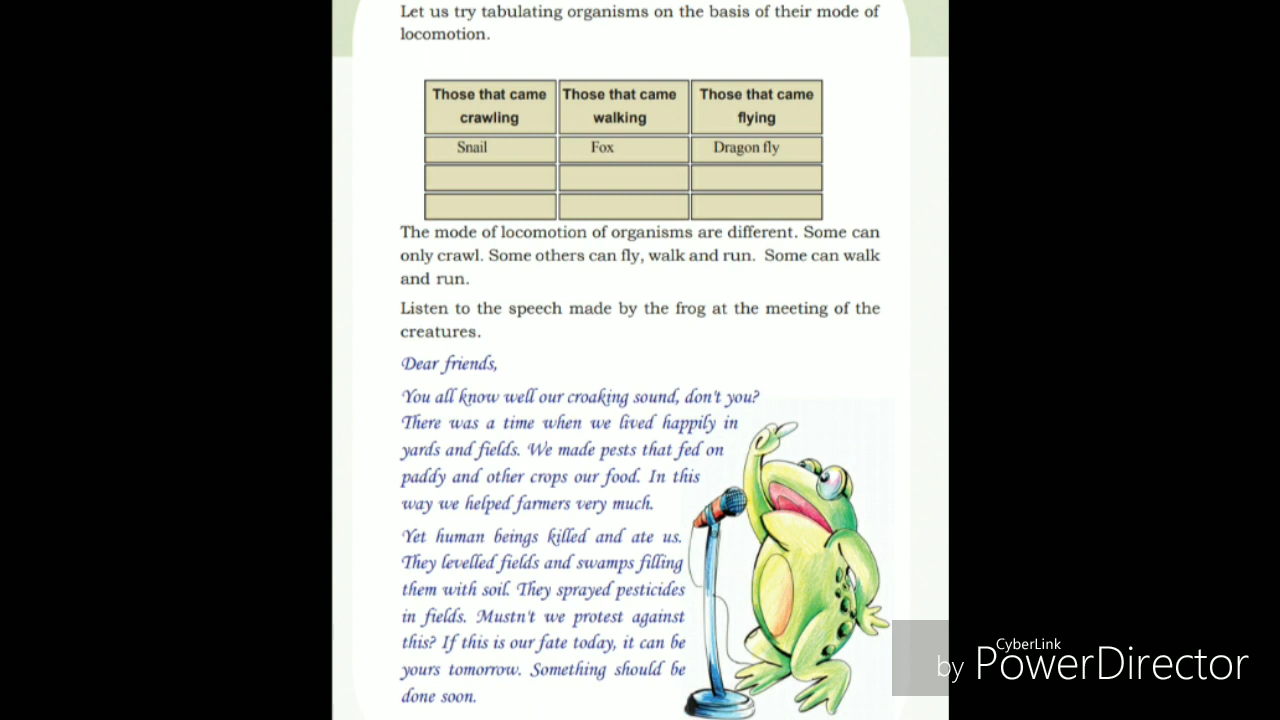 Let us try tabulating organisms on the basis of their mode of
locomotion.
Those that came crawling
Those that came walking
Those that came flying
Snail
Fox
Dragon fly
The mode of locomotion of organisms are different. Some can
only crawl. Some others can fly, walk and run. Some can walk
and run.
Listen to the speech made by the frog at the meeting of the
creatures.
Dear friends,
You all know well our croaking sound, don't you?
There was a time when we lived happily in
yards and fields. We made pests that fed on
paddy and other crops our food. In this
way we helped farmers very much.
Yet human beings killed and ate us.
They levelled fields and swamps filling
them with soil. They sprayed pesticides
in fields. Mustn't we protest against
this? If this is our fate today, it can be
yours tomorrow. Something should be
done soon.
by CyberLink PowerDirector